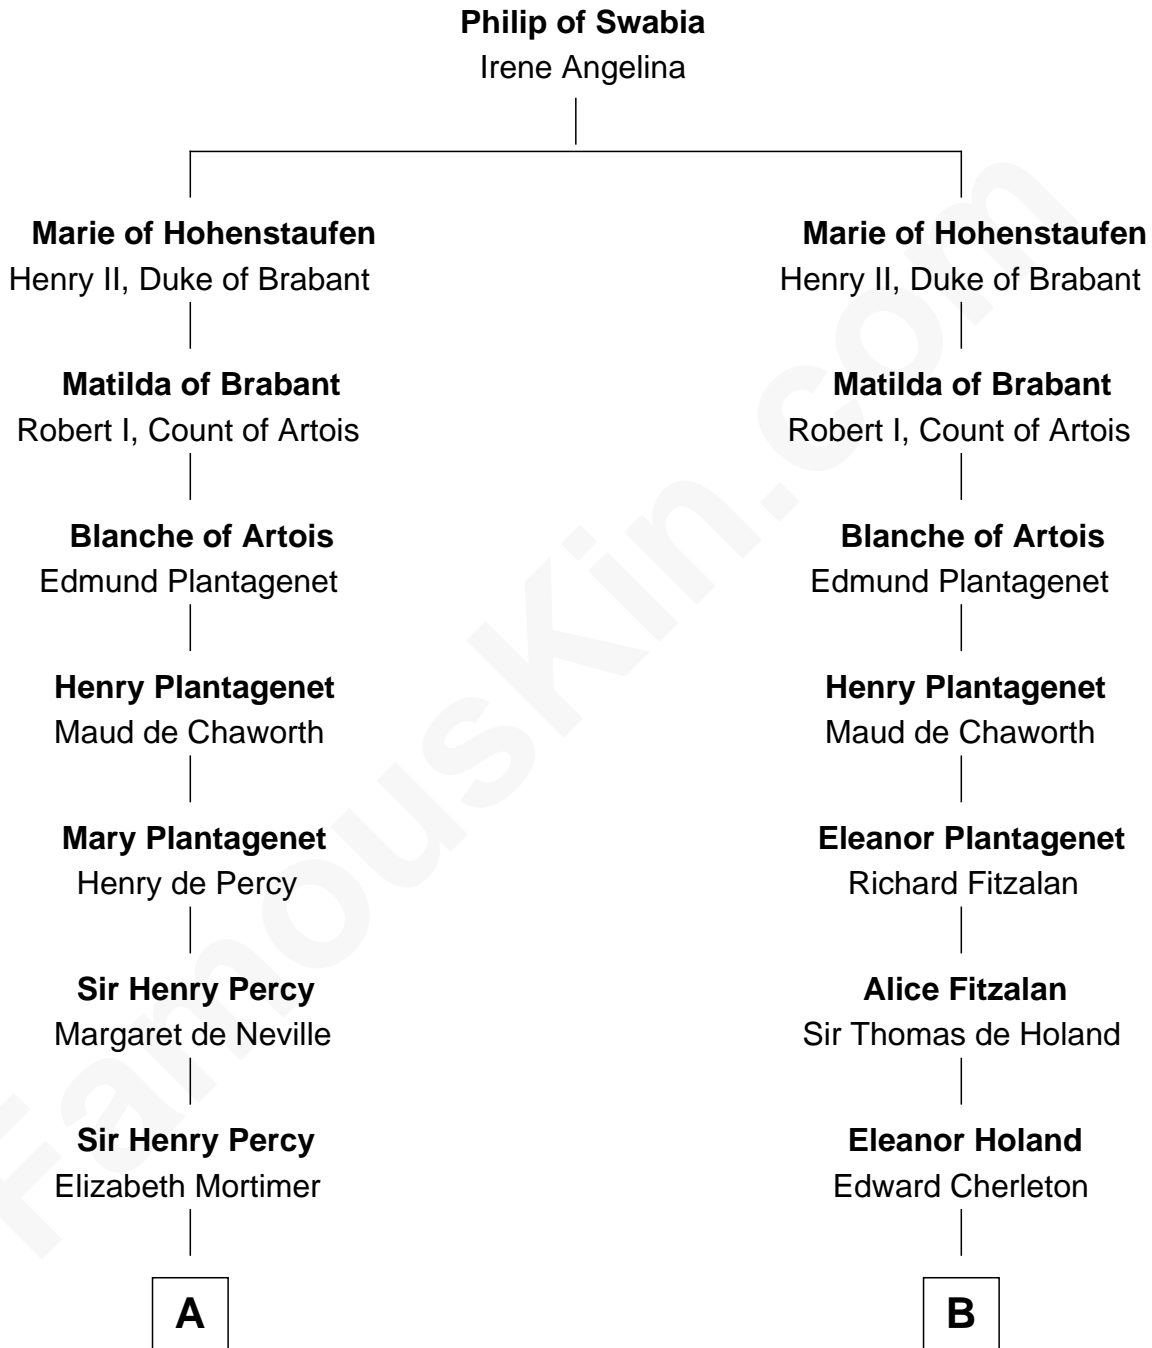 Philip of Swabia
Irene Angelina
Marie of Hohenstaufen
Henry II, Duke of Brabant
Matilda of Brabant
Robert I, Count of Artois
Blanche of Artois
Edmund Plantagenet
Henry Plantagenet
Maud de Chaworth
Mary Plantagenet
Henry de Percy
Sir Henry Percy
Margaret de Neville
Sir Henry Percy
Elizabeth Mortimer
A
Marie of Hohenstaufen
Henry II, Duke of Brabant
Matilda of Brabant
Robert I, Count of Artois
Blanche of Artois
Edmund Plantagenet
Henry Plantagenet
Maud de Chaworth
Eleanor Plantagenet
Richard Fitzalan
Alice Fitzalan
Sir Thomas de Holand
Eleanor Holand
Edward Cherleton
B
FamousKin.com